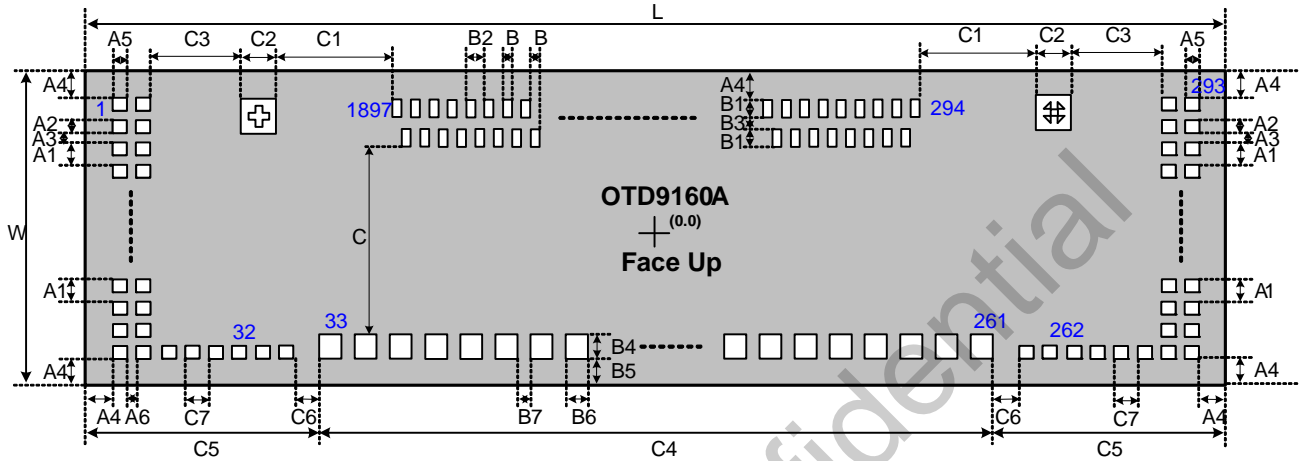 L
A5 C3 C2 C1 B2 B B C1 C2 C3 A5
A4 1 1897 A4 294 293 A4
B1
A2 B3 A2
A3 A3
A1 B1 A1
OTD9160A
W C (0.0)
Face Up
A1 A1
32 33 261 262
B4
A4 B5 A4
A4 A6 C7 C6 B7 B6 C6 C7 A4
C5 C4 C5